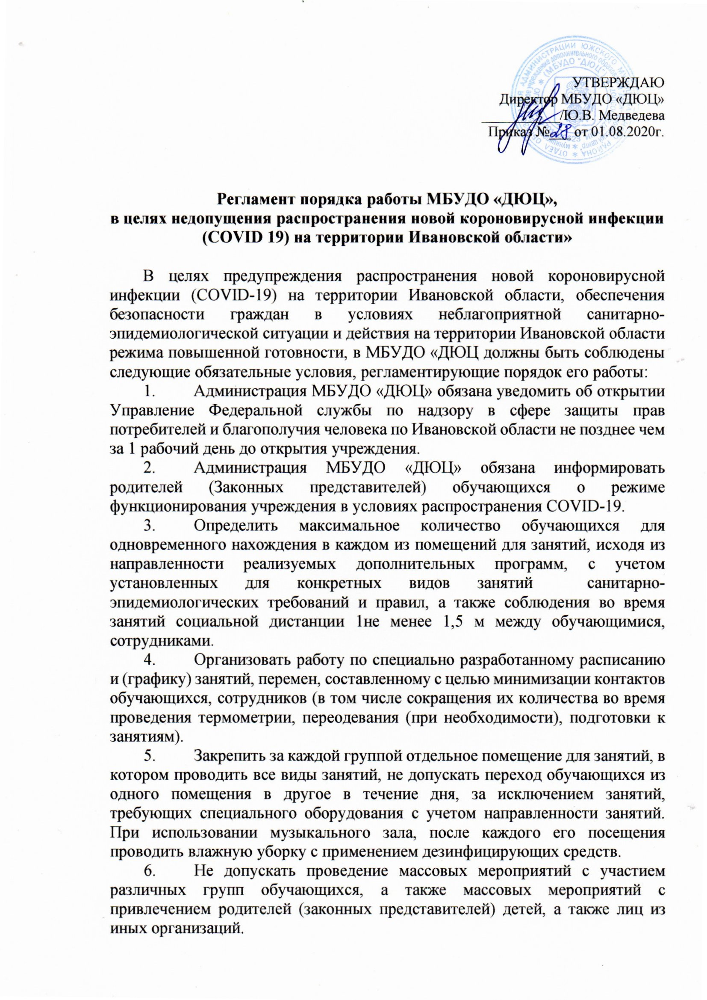 УТВЕРЖДАЮ
Директор МБУДО «ДЮЦ»
/Ю.В. Медведева
Приказ № 28 от 01.08.2020г.
Регламент порядка работы МБУДО «ДЮЦ»,
в целях недопущения распространения новой короновирусной инфекции
(COVID 19) на территории Ивановской области»
В целях предупреждения распространения новой короновирусной
инфекции (COVID-19) на территории Ивановской области, обеспечения
безопасности граждан в условиях неблагоприятной санитарно-
эпидемиологической ситуации и действия на территории Ивановской области
режима повышенной готовности, в МБУДО «ДЮЦ должны быть соблюдены
следующие обязательные условия, регламентирующие порядок его работы:
1. Администрация МБУДО «ДЮЦ» обязана уведомить об открытии
Управление Федеральной службы по надзору в сфере защиты прав
потребителей и благополучия человека по Ивановской области не позднее чем
за 1 рабочий день до открытия учреждения.
2. Администрация МБУДО «ДЮЦ» обязана информировать
родителей (Законных представителей) обучающихся о режиме
функционирования учреждения в условиях распространения COVID-19.
3. Определить максимальное количество обучающихся для
одновременного нахождения в каждом из помещений для занятий, исходя из
направленности реализуемых дополнительных программ, с учетом
установленных для конкретных видов занятий санитарно-
эпидемиологических требований и правил, а также соблюдения во время
занятий социальной дистанции 1не менее 1,5 м между обучающимися,
сотрудниками.
4. Организовать работу по специально разработанному расписанию
и (графику) занятий, перемен, составленному с целью минимизации контактов
обучающихся, сотрудников (в том числе сокращения их количества во время
проведения термометрии, переодевания (при необходимости), подготовки к
занятиям).
5. Закрепить за каждой группой отдельное помещение для занятий, в
котором проводить все виды занятий, не допускать переход обучающихся из
одного помещения в другое в течение дня, за исключением занятий,
требующих специального оборудования с учетом направленности занятий.
При использовании музыкального зала, после каждого его посещения
проводить влажную уборку с применением дезинфицирующих средств.
6. Не допускать проведение массовых мероприятий с участием
различных групп обучающихся, а также массовых мероприятий с
привлечением родителей (законных представителей) детей, а также лиц из
иных организаций.